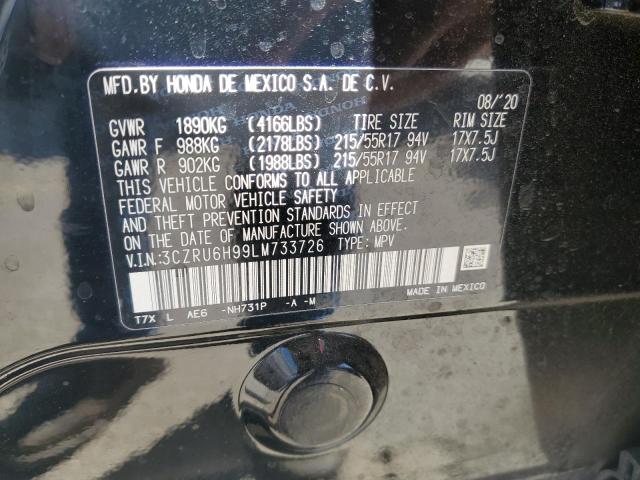 MFD.BY HONDA DE MEXICO S.A. DE C.V.
08/'20
GVWR 1890KG (4166LBS) TIRE SIZE RIM SIZE
GAWR F 988KG (2178LBS) 215/55R17 94V 17X7.5J
GAWR R 902KG (1988LBS) 215/55R17 94V 17X7.5J
THIS VEHICLE CONFORMS TO ALL APPLICABLE
FEDERAL MOTOR VEHICLE SAFETY
AND THEFT PREVENTION STANDARDS IN EFFECT
ON THE DATE OF MANUFACTURE SHOWN ABOVE.
V.I.N:3CZRU6H99LM733726 TYPE: MPV
T7X L AE6 -NH731P -A -M MADE IN MEXICO